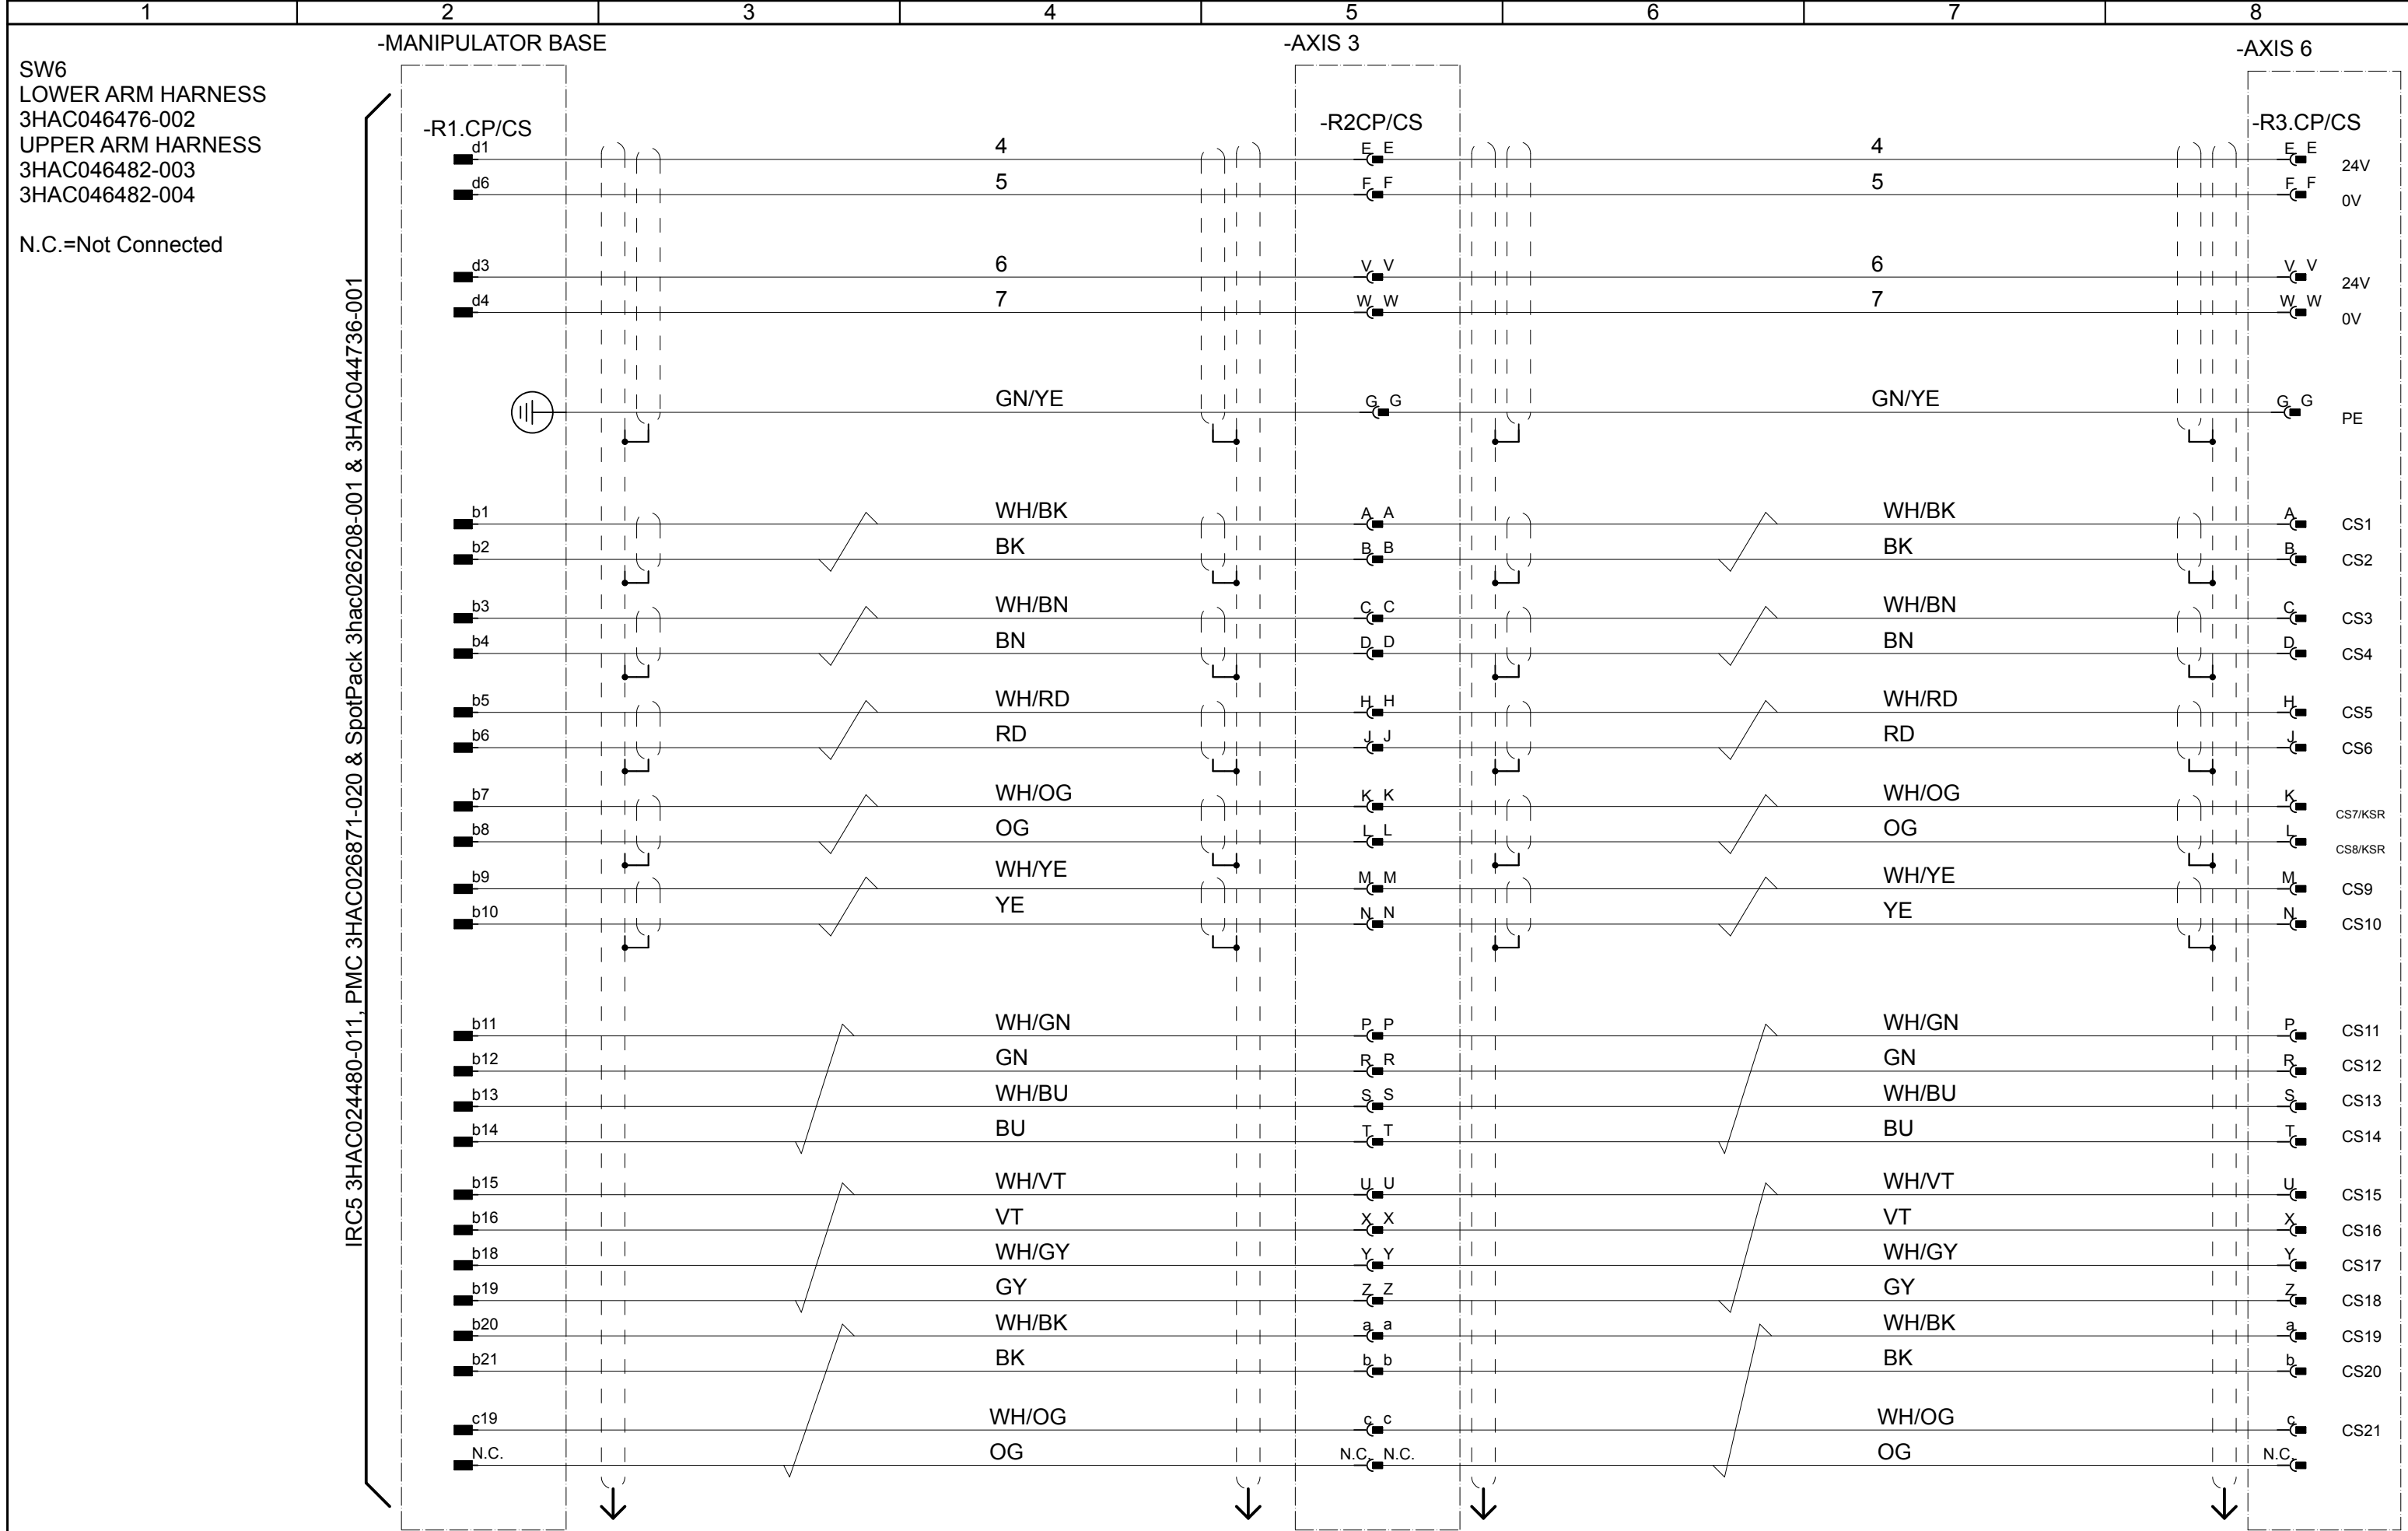 1 2 3 4 5 6 7 8
-MANIPULATOR BASE -AXIS 3 -AXIS 6
SW6
LOWER ARM HARNESS
3HAC046476-002
UPPER ARM HARNESS
3HAC046482-003
3HAC046482-004
N.C.=Not Connected
IRC5 3HAC024480-011, PMC 3HAC026871-020 & SpotPack 3hac026208-001 & 3HAC044736-001
-R1.CP/CS -R2CP/CS -R3.CP/CS
d1 4 E E 4 E E 24V
d6 5 F F 5 F F 0V
d3 6 V V 6 V V 24V
d4 7 W W 7 W W 0V
GN/YE G G GN/YE G G PE
b1 WH/BK A A WH/BK A CS1
b2 BK B B BK B CS2
b3 WH/BN C C WH/BN C CS3
b4 BN D D BN D CS4
b5 WH/RD H H WH/RD H CS5
b6 RD J J RD J CS6
b7 WH/OG K K WH/OG K CS7/KSR
b8 OG L L OG L CS8/KSR
b9 WH/YE M M WH/YE M CS9
b10 YE N N YE N CS10
b11 WH/GN P P WH/GN P CS11
b12 GN R R GN R CS12
b13 WH/BU S S WH/BU S CS13
b14 BU T T BU T CS14
b15 WH/VT U U WH/VT U CS15
b16 VT X X VT X CS16
b18 WH/GY Y Y WH/GY Y CS17
b19 GY Z Z GY Z CS18
b20 WH/BK a a WH/BK a CS19
b21 BK b b BK b CS20
c19 WH/OG c c WH/OG c CS21
N.C. OG N.C. N.C. OG N.C.